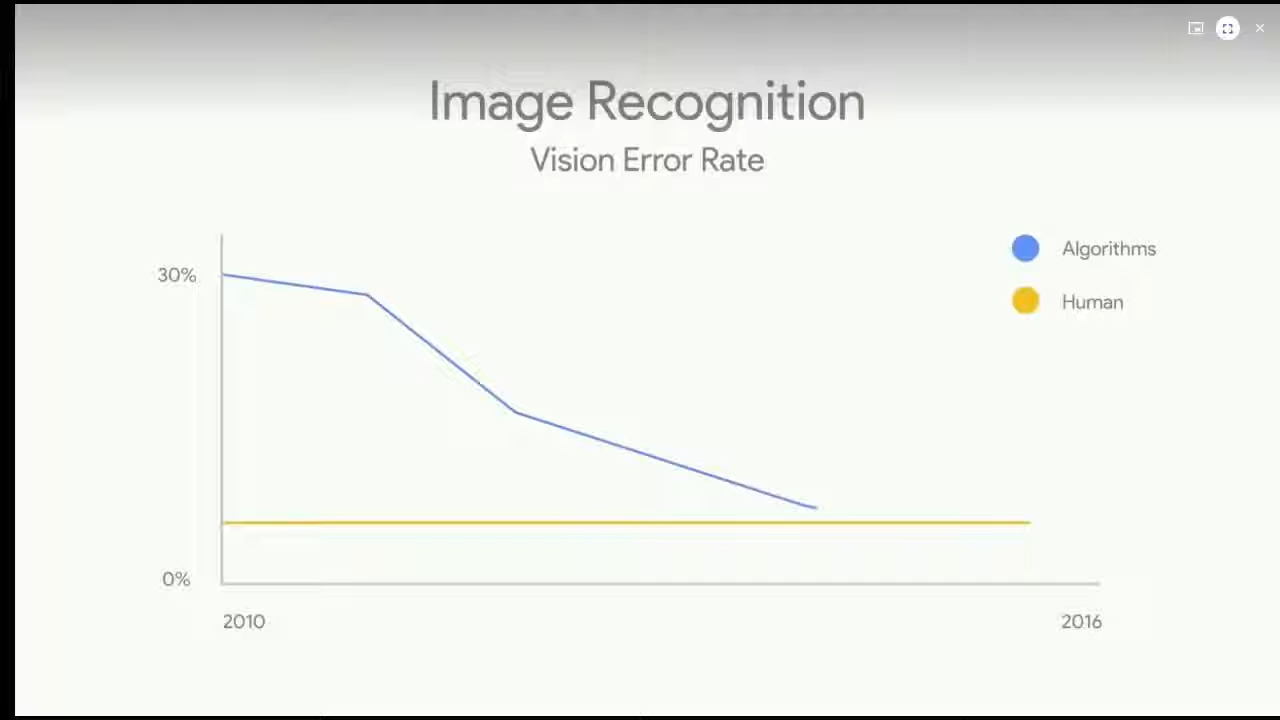 Image Recognition
Vision Error Rate
30%
Algorithms
Human
0%
2010
2016